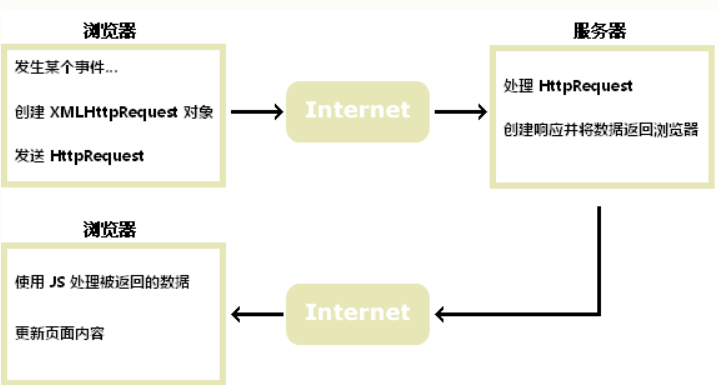 浏览器
发生某个事件...
创建 XMLHttpRequest 对象
发送 HttpRequest
Internet
服务器
处理 HttpRequest
创建响应并将数据返回浏览器
浏览器
使用 JS 处理被返回的数据
更新页面内容
Internet